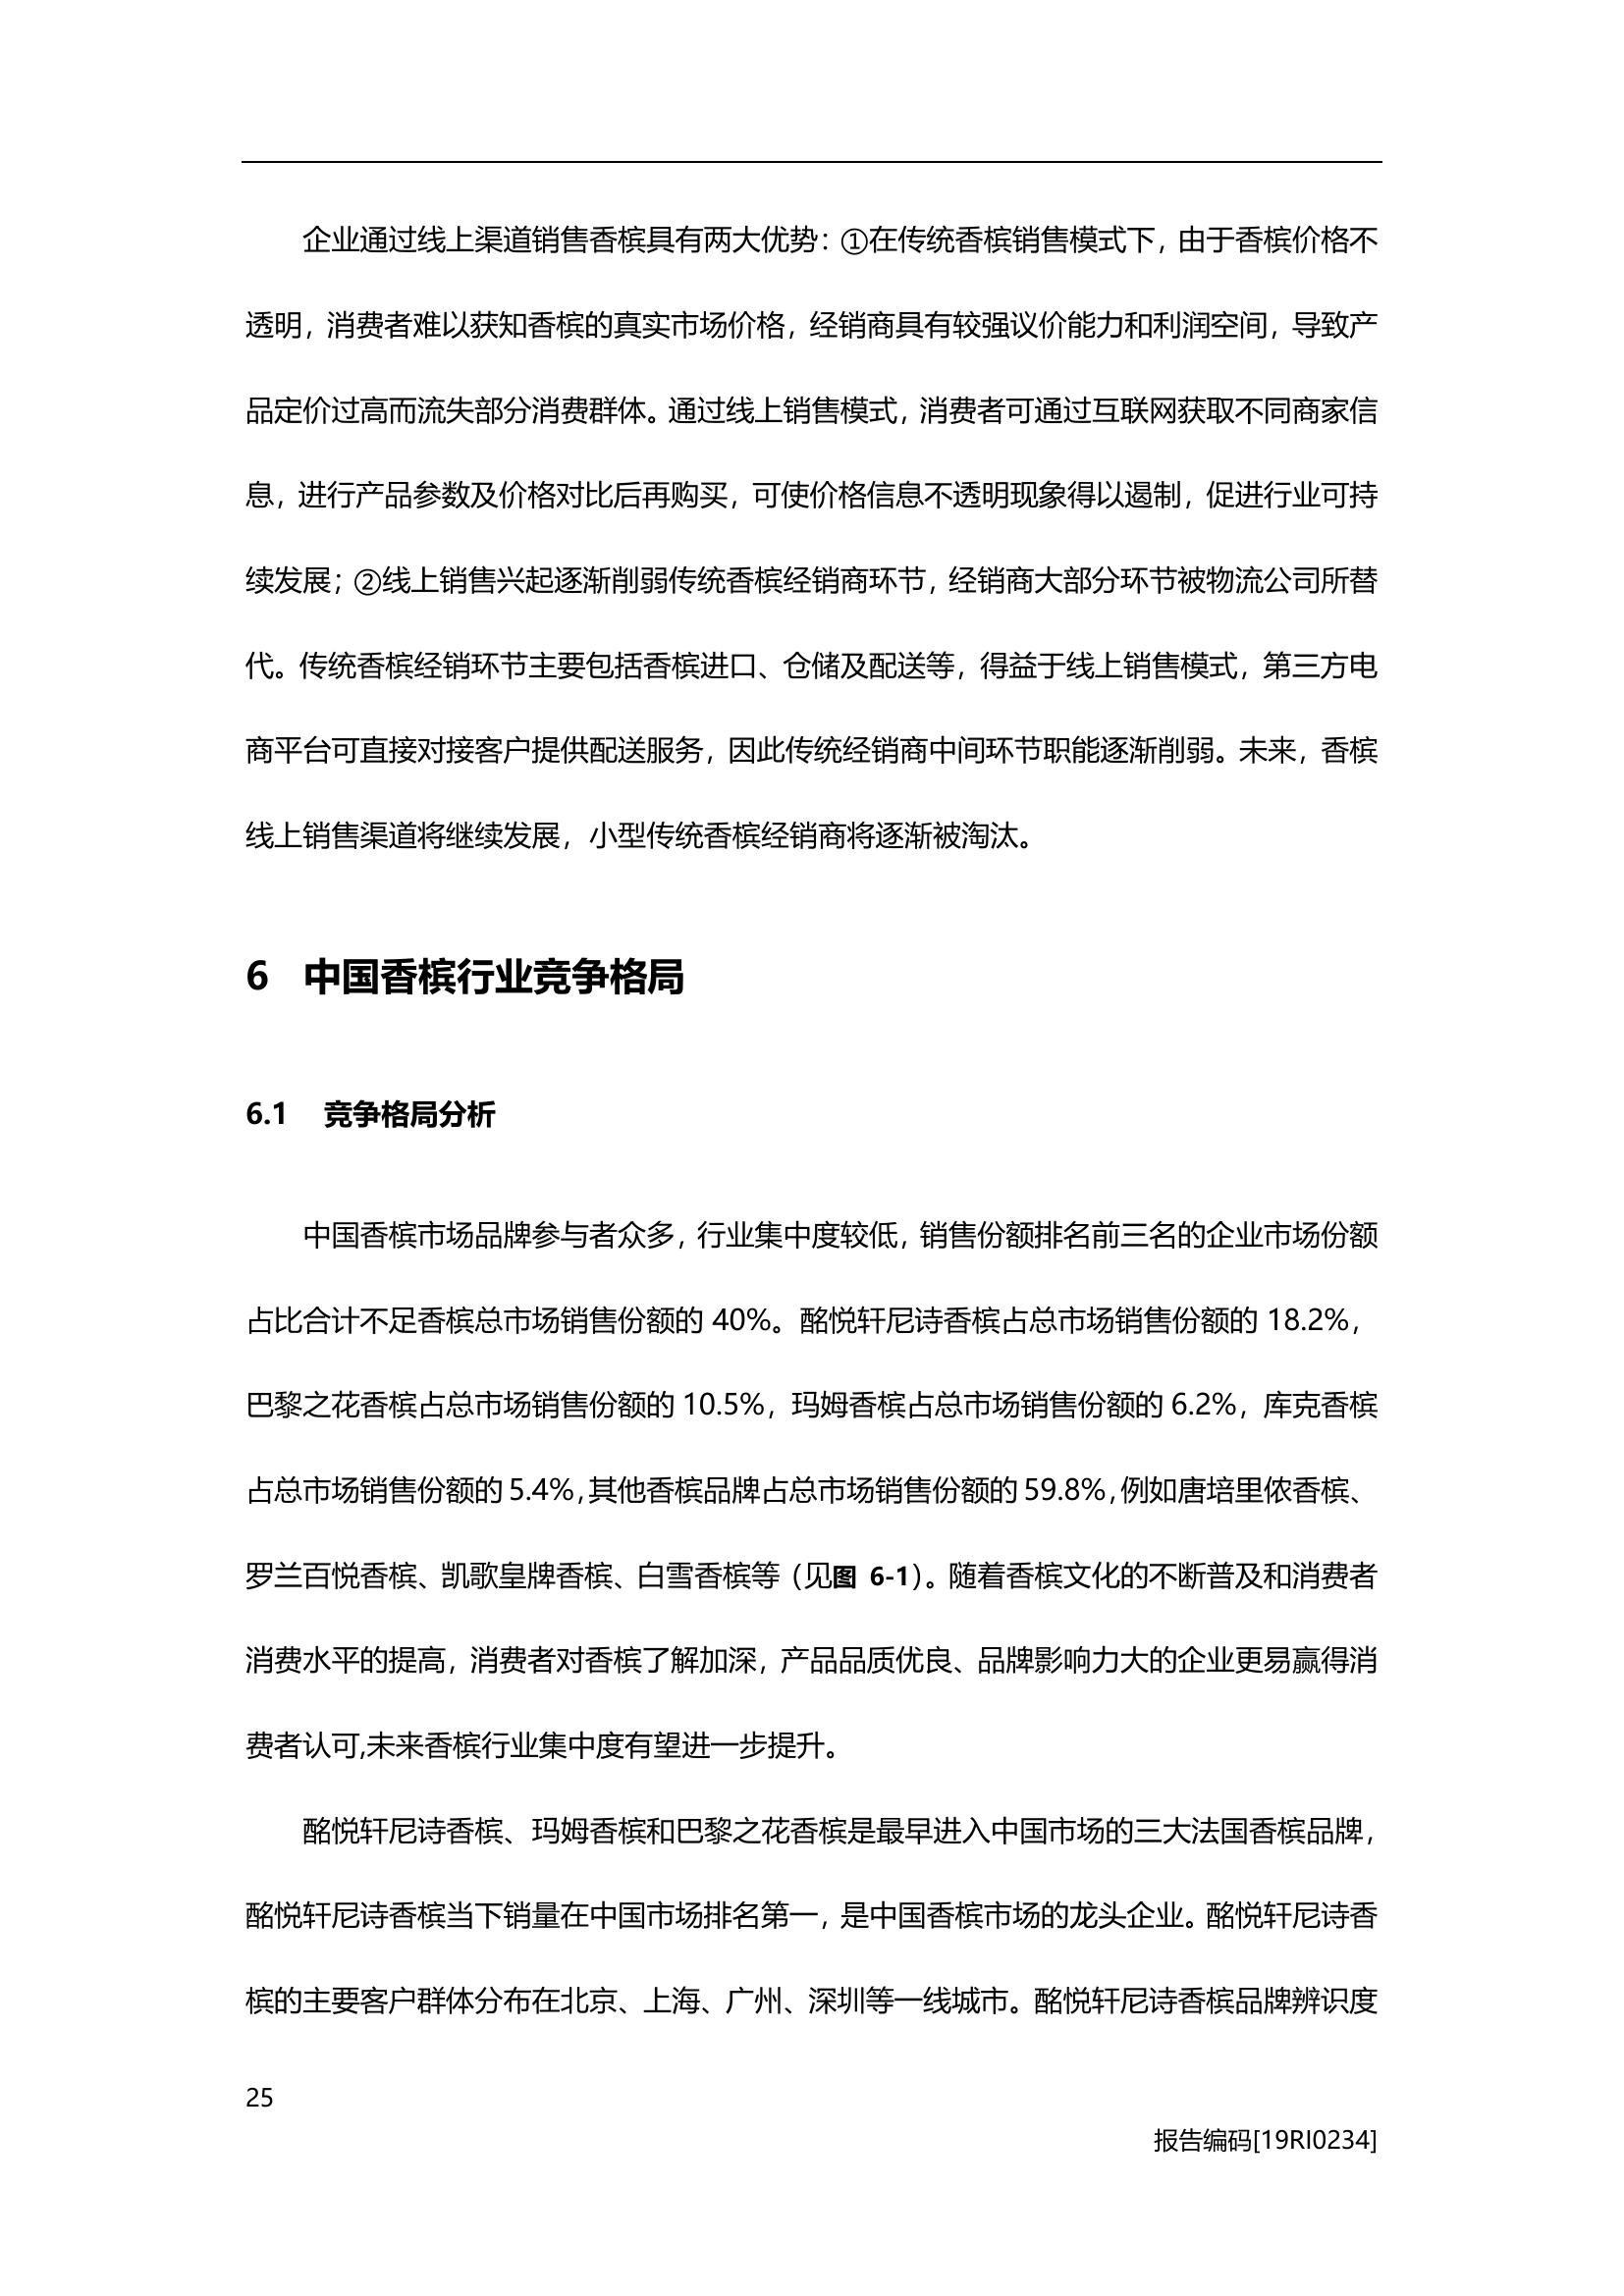 企业通过线上渠道销售香槟具有两大优势：①在传统香槟销售模式下，由于香槟价格不
透明，消费者难以获知香槟的真实市场价格，经销商具有较强议价能力和利润空间，导致产
品定价过高而流失部分消费群体。通过线上销售模式，消费者可通过互联网获取不同商家信
息，进行产品参数及价格对比后再购买，可使价格信息不透明现象得以遏制，促进行业可持
续发展；②线上销售兴起逐渐削弱传统香槟经销商环节，经销商大部分环节被物流公司所替
代。传统香槟经销环节主要包括香槟进口、仓储及配送等，得益于线上销售模式，第三方电
商平台可直接对接客户提供配送服务，因此传统经销商中间环节职能逐渐削弱。未来，香槟
线上销售渠道将继续发展，小型传统香槟经销商将逐渐被淘汰。
6 中国香槟行业竞争格局
6.1 竞争格局分析
中国香槟市场品牌参与者众多，行业集中度较低，销售份额排名前三名的企业市场份额
占比合计不足香槟总市场销售份额的 40%。酩悦轩尼诗香槟占总市场销售份额的 18.2%，
巴黎之花香槟占总市场销售份额的 10.5%，玛姆香槟占总市场销售份额的 6.2%，库克香槟
占总市场销售份额的 5.4%，其他香槟品牌占总市场销售份额的 59.8%，例如唐培里侬香槟、
罗兰百悦香槟、凯歌皇牌香槟、白雪香槟等（见图 6-1）。随着香槟文化的不断普及和消费者
消费水平的提高，消费者对香槟了解加深，产品品质优良、品牌影响力大的企业更易赢得消
费者认可,未来香槟行业集中度有望进一步提升。
酩悦轩尼诗香槟、玛姆香槟和巴黎之花香槟是最早进入中国市场的三大法国香槟品牌，
酩悦轩尼诗香槟当下销量在中国市场排名第一，是中国香槟市场的龙头企业。酩悦轩尼诗香
槟的主要客户群体分布在北京、上海、广州、深圳等一线城市。酩悦轩尼诗香槟品牌辨识度
25
报告编码[19RI0234]